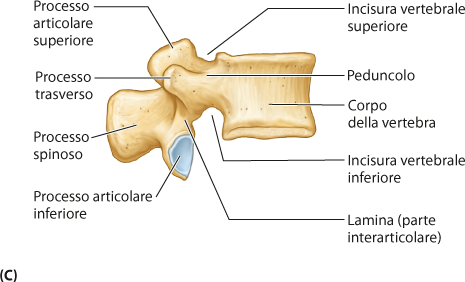 Processo
articolare
superiore
Processo
trasverso
Processo
spinoso
Processo articolare
inferiore
Incisura vertebrale
superiore
Peduncolo
Corpo
della vertebra
Incisura vertebrale
inferiore
Lamina (parte
interarticolare)
(C)